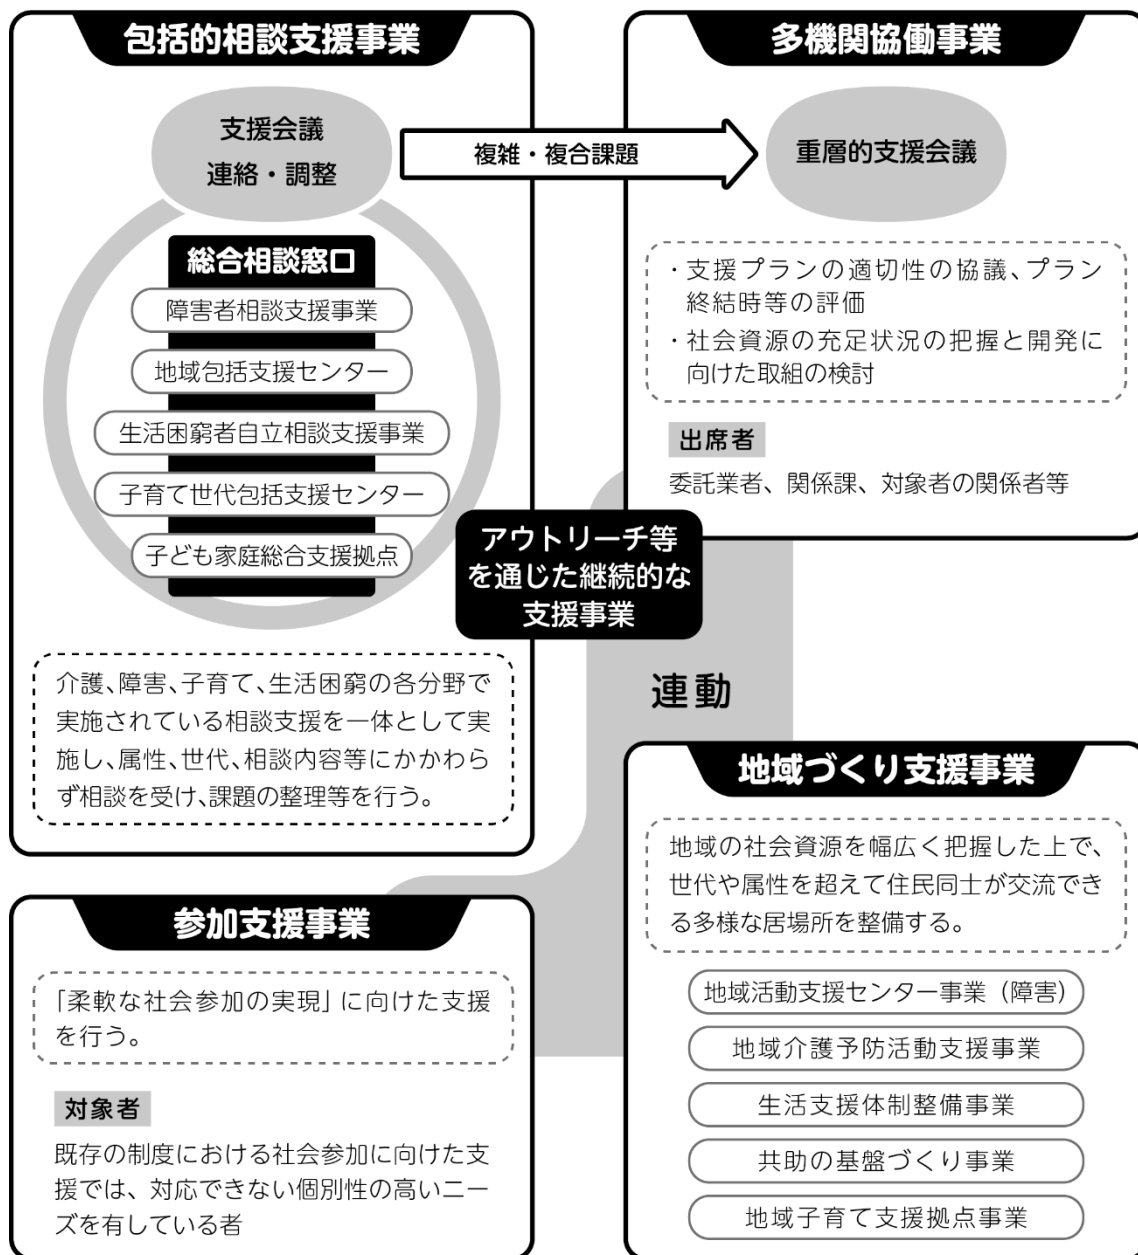 包括的相談支援事業
支援会議
連絡・調整
総合相談窓口
障害者相談支援事業
地域包括支援センター
生活困窮者自立相談支援事業
子育て世代包括支援センター
子ども家庭総合支援拠点
介護、障害、子育て、生活困窮の各分野で
実施されている相談支援を一体として実
施し、属性、世代、相談内容等にかかわら
ず相談を受け、課題の整理等を行う。
複雑・複合課題
多機関協働事業
重層的支援会議
・支援プランの適切性の協議、プラン
終結時等の評価
・社会資源の充足状況の把握と開発に
向けた取組の検討
出席者
委託業者、関係課、対象者の関係者等
アウトリーチ等
を通じた継続的な
支援事業
連動
参加支援事業
「柔軟な社会参加の実現」に向けた支援
を行う。
対象者
既存の制度における社会参加に向けた支
援では、対応できない個別性の高いニー
ズを有している者
地域づくり支援事業
地域の社会資源を幅広く把握した上で、
世代や属性を超えて住民同士が交流でき
る多様な居場所を整備する。
地域活動支援センター事業（障害）
地域介護予防活動支援事業
生活支援体制整備事業
共助の基盤づくり事業
地域子育て支援拠点事業